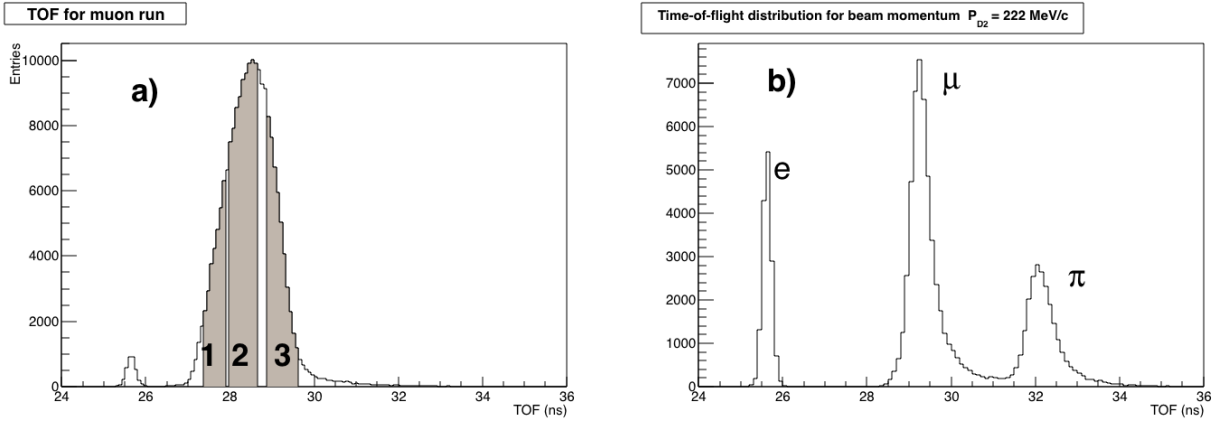 TOF for muon run
Entries
a)
10000
8000
6000
4000
2000
0
1 2 3
24 26 28 30 32 34 36
TOF (ns)
Time-of-flight distribution for beam momentum P_D2 = 222 MeV/c
b)
μ
e
π
7000
6000
5000
4000
3000
2000
1000
0
24 26 28 30 32 34 36
TOF (ns)